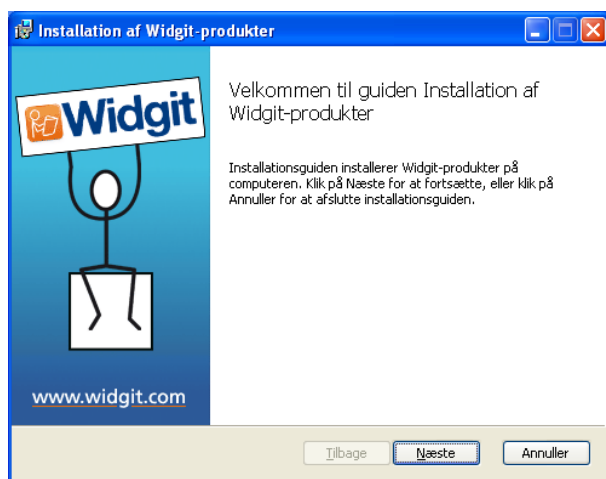 Installation af Widgit-produkter
Widgit
Velkommen til guiden Installation af
Widgit-produkter
Installationsguiden installerer Widgit-produkter på
computeren. Klik på Næste for at fortsætte, eller klik på
Annuller for at afslutte installationsguiden.
www.widgit.com
Tilbage
Næste
Annuller